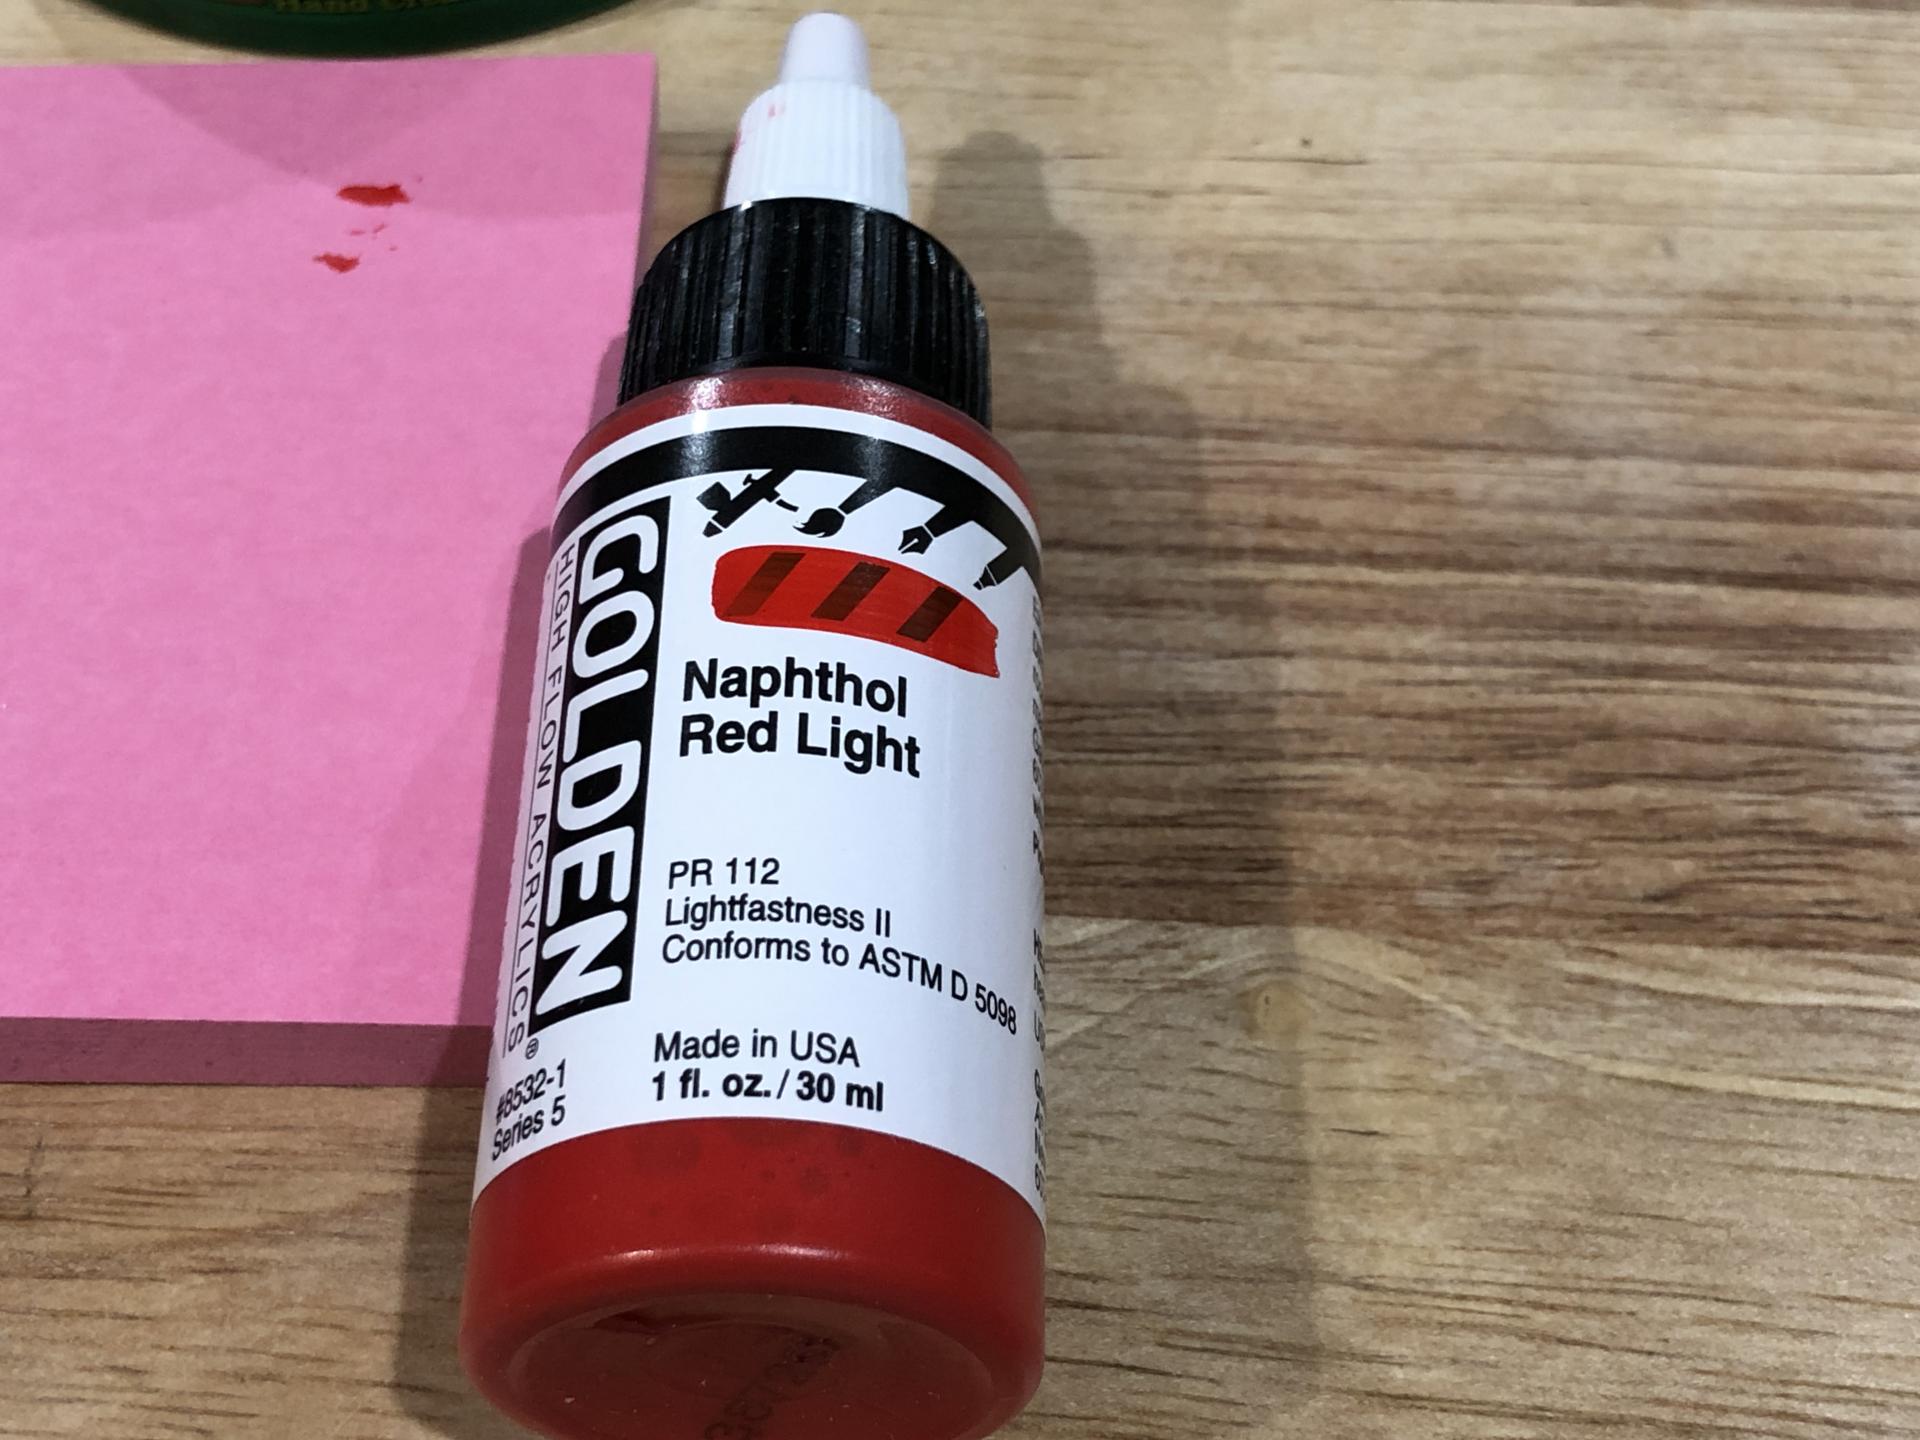 Hand
GOLDEN
HIGH FLOW ACRYLICS®
Naphthol
Red Light
PR 112
Lightfastness II
Conforms to ASTM D 5098
Made in USA
1 fl. oz. / 30 ml
#8532-1
Series 5